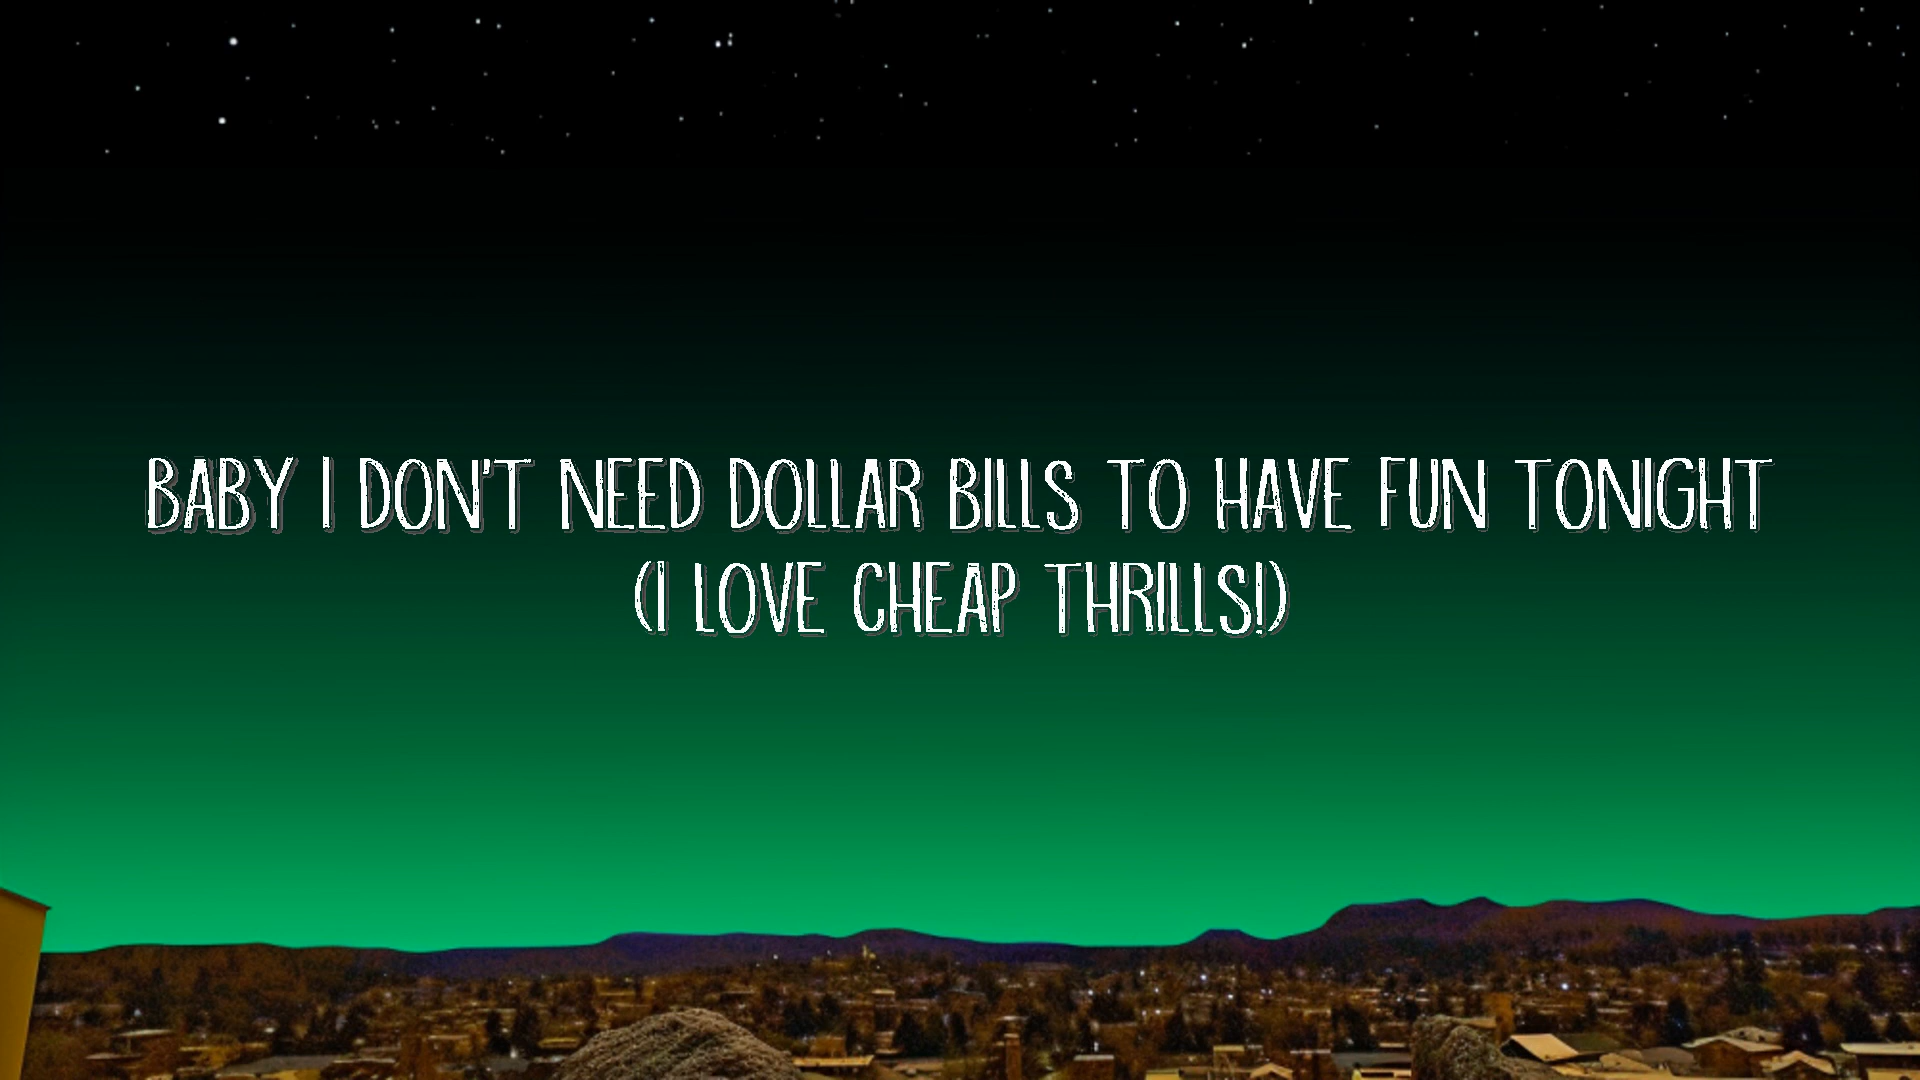 BABY I DON'T NEED DOLLAR BILLS TO HAVE FUN TONIGHT
(I LOVE CHEAP THRILLS!)